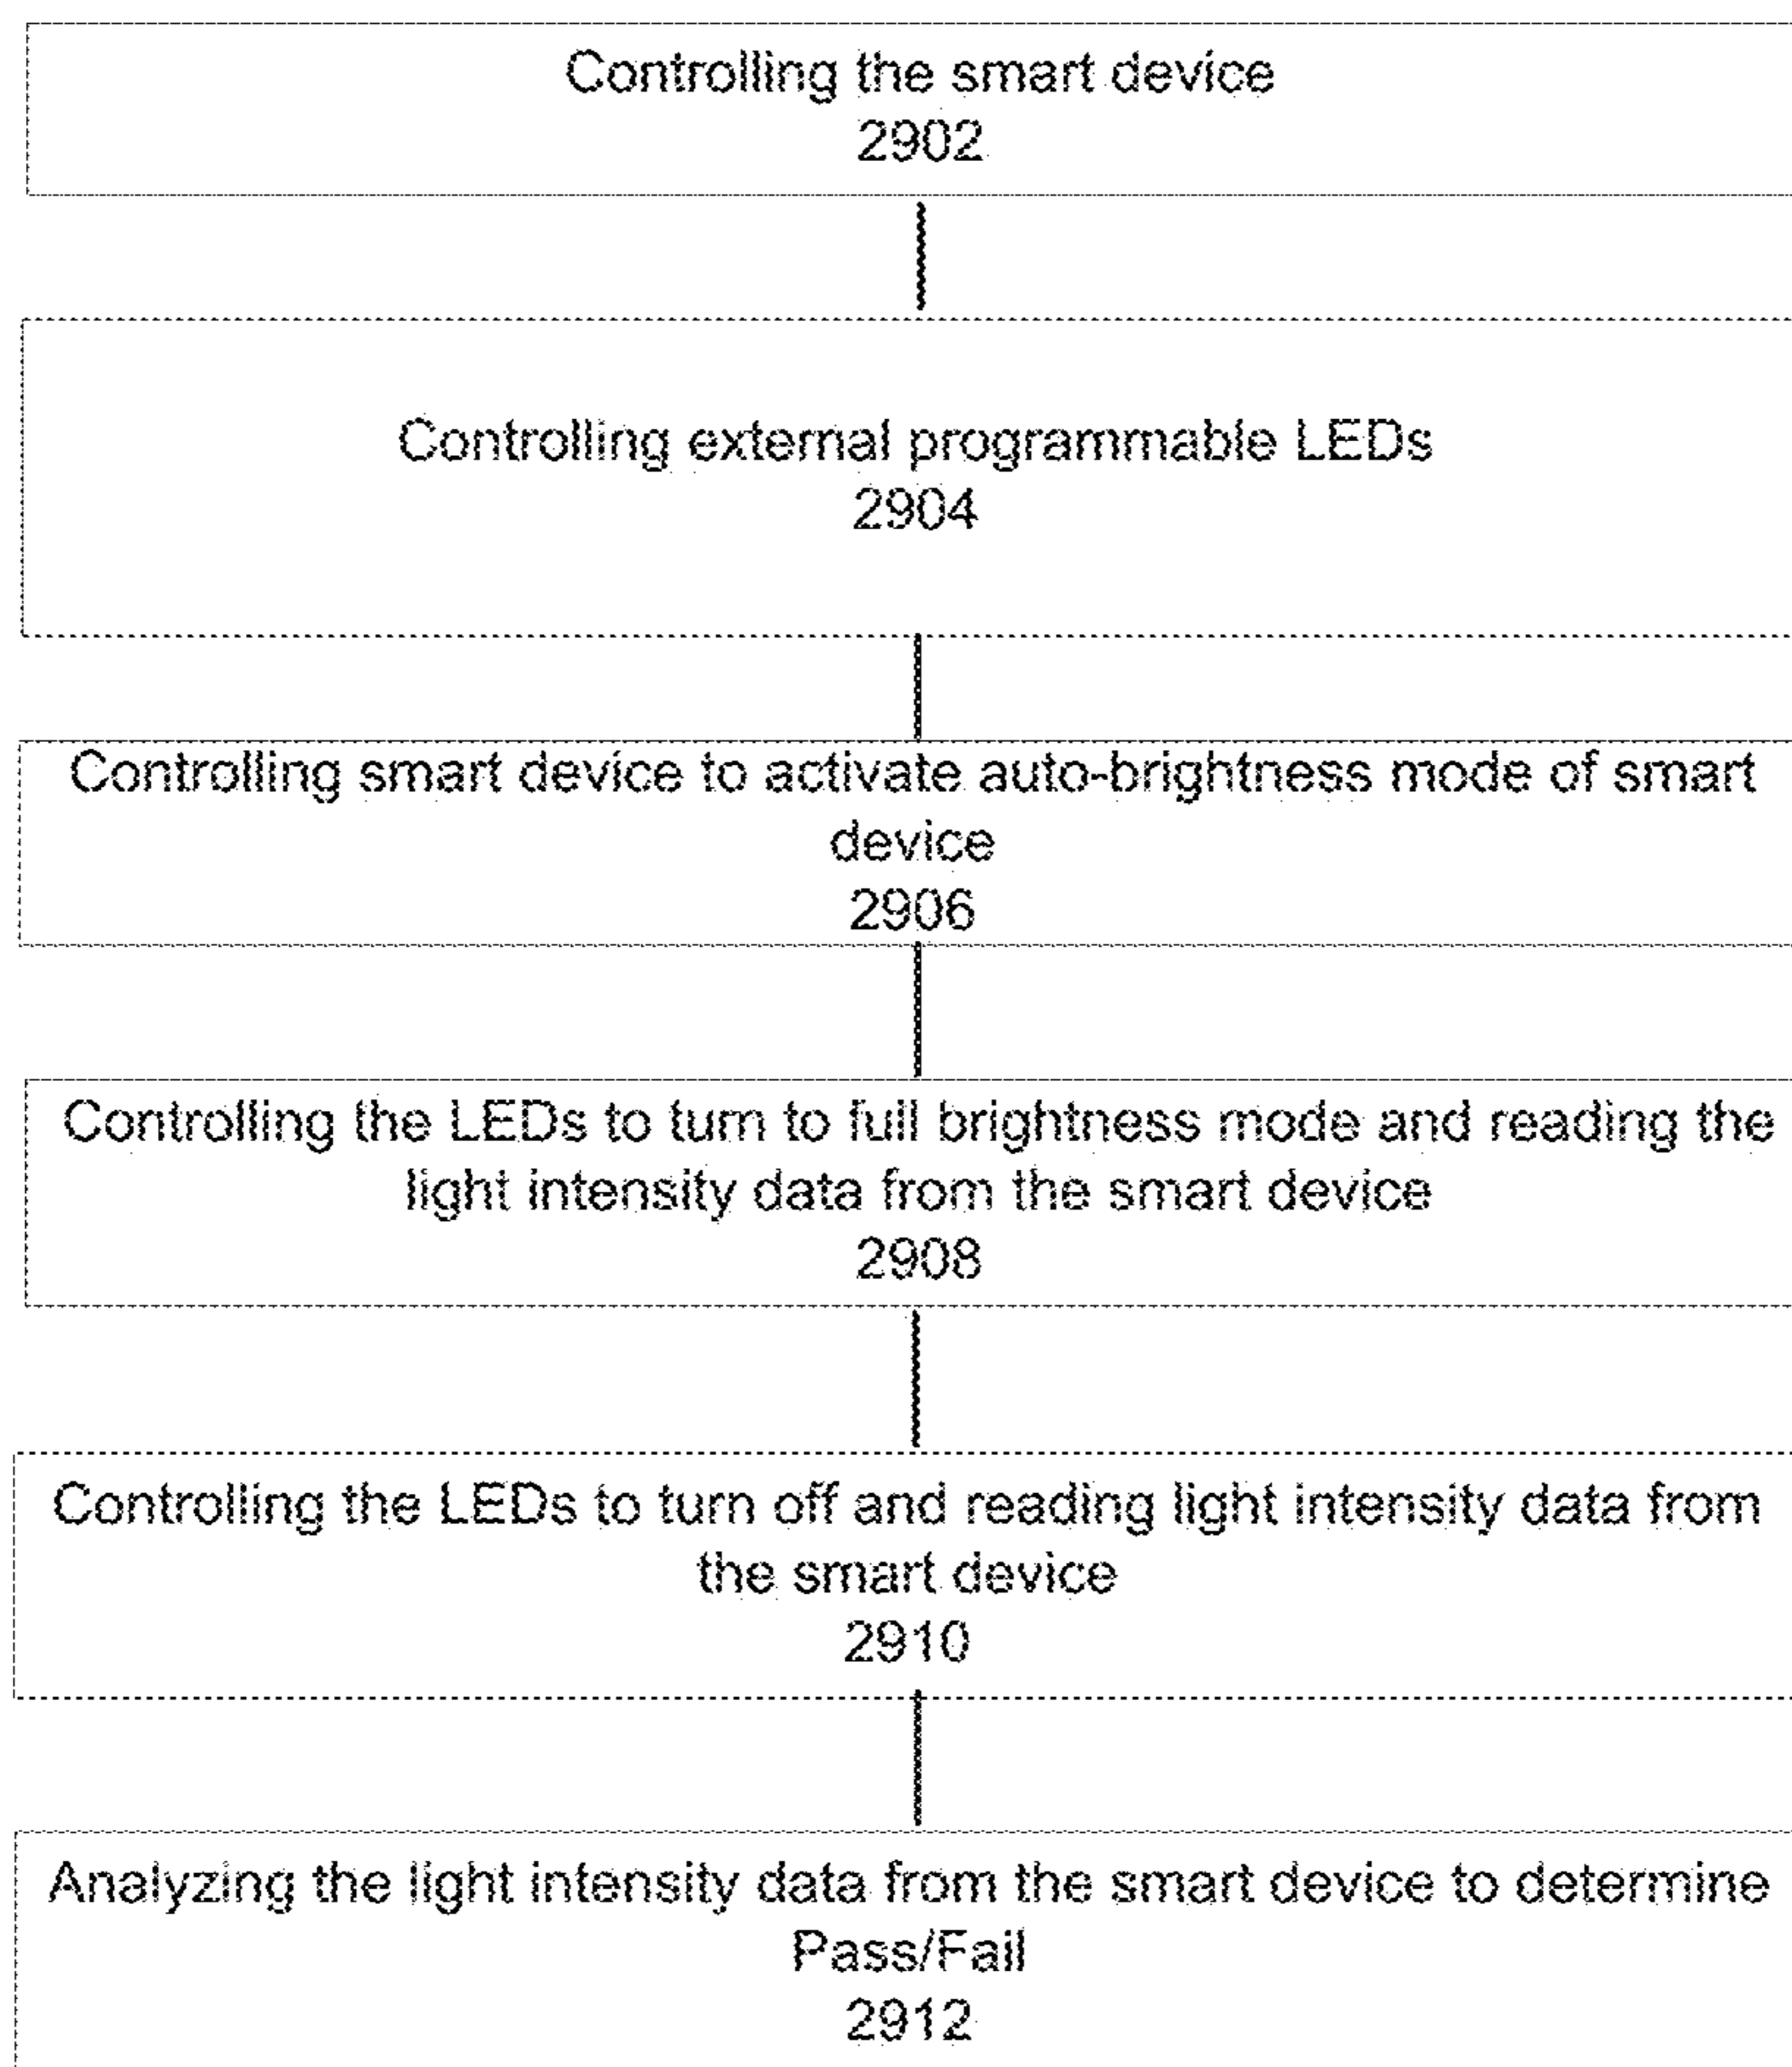 Controlling the smart device
2902
Controlling external programmable LEDs
2904
Controlling smart device to activate auto-brightness mode of smart
device
2906
Controlling the LEDs to turn to full brightness mode and reading the
light intensity data from the smart device
2908
Controlling the LEDs to turn off and reading light intensity data from
the smart device
2910
Analyzing the light intensity data from the smart device to determine
Pass/Fail
2912